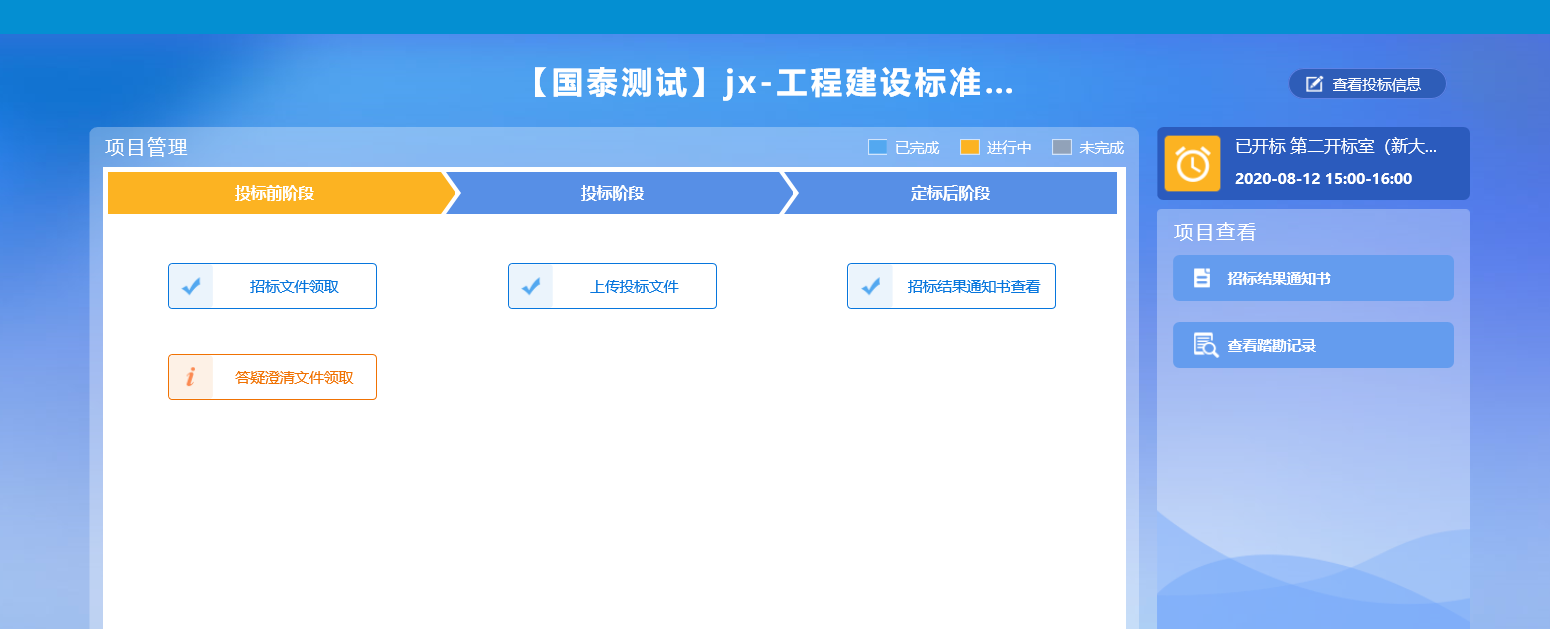 【国泰测试】jx-工程建设标准...
查看投标信息
项目管理
已完成 进行中 未完成
投标前阶段 投标阶段 定标后阶段
招标文件领取 上传投标文件 招标结果通知书查看
答疑澄清文件领取
已开标 第二开标室（新大...
2020-08-12 15:00-16:00
项目查看
招标结果通知书
查看踏勘记录